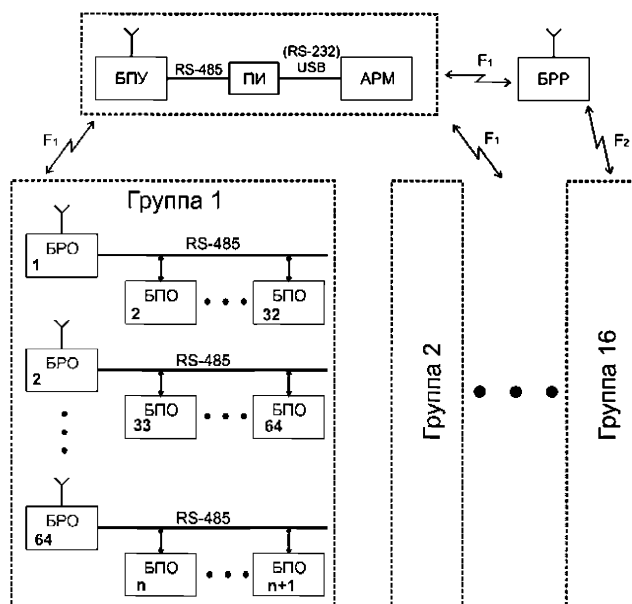 (RS-232)
БПУ RS-485 ПИ USB АРМ F1 БРР
F1 F1 F2
Группа 1
БРО RS-485
1
БПО БПО
2 32
БРО RS-485
2
БПО БПО
33 64
БРО RS-485
64
БПО БПО
n n+1
Группа 2
Группа 16